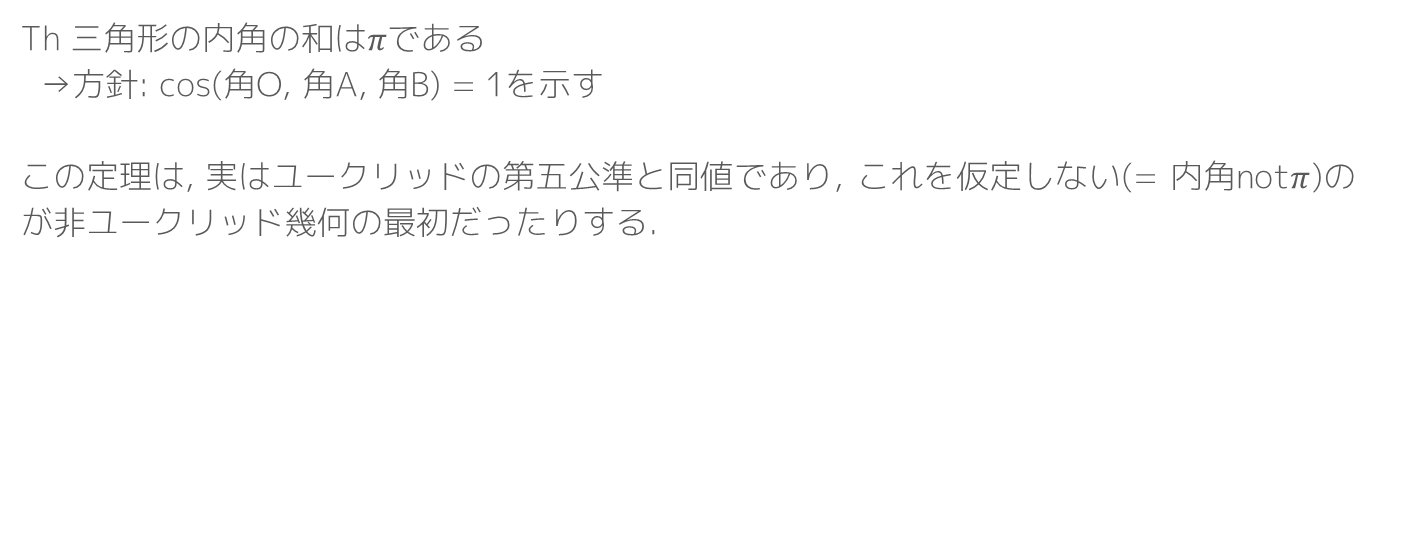 Th 三角形の内角の和はπである
→方針: cos(角O, 角A, 角B) = 1を示す
この定理は, 実はユークリッドの第五公準と同値であり, これを仮定しない(= 内角notπ)の
が非ユークリッド幾何の最初だったりする.